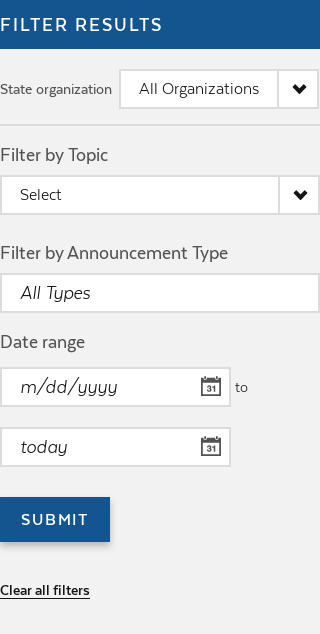 FILTER RESULTS
State organization All Organizations
Filter by Topic
Select
Filter by Announcement Type
All Types
Date range
m/dd/yyyy 31 to
today 31
SUBMIT
Clear all filters